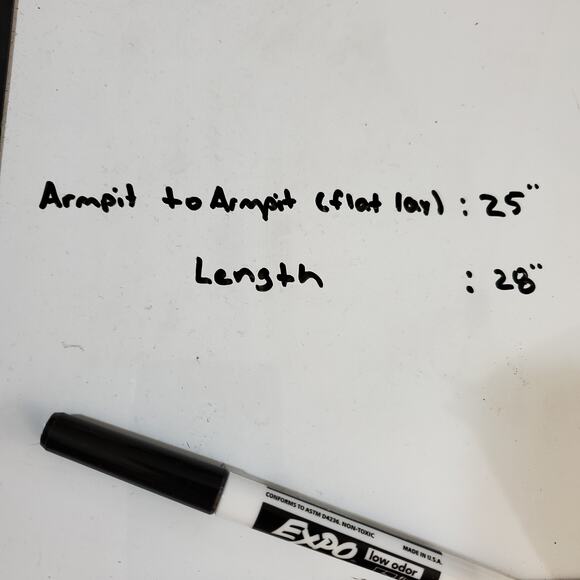 Armpit to Armpit (flat lay) : 25"
Length : 28"
CONFORMS TO ASTM D4236. NON-TOXIC
MADE IN U.S.A.
EXPO low odor